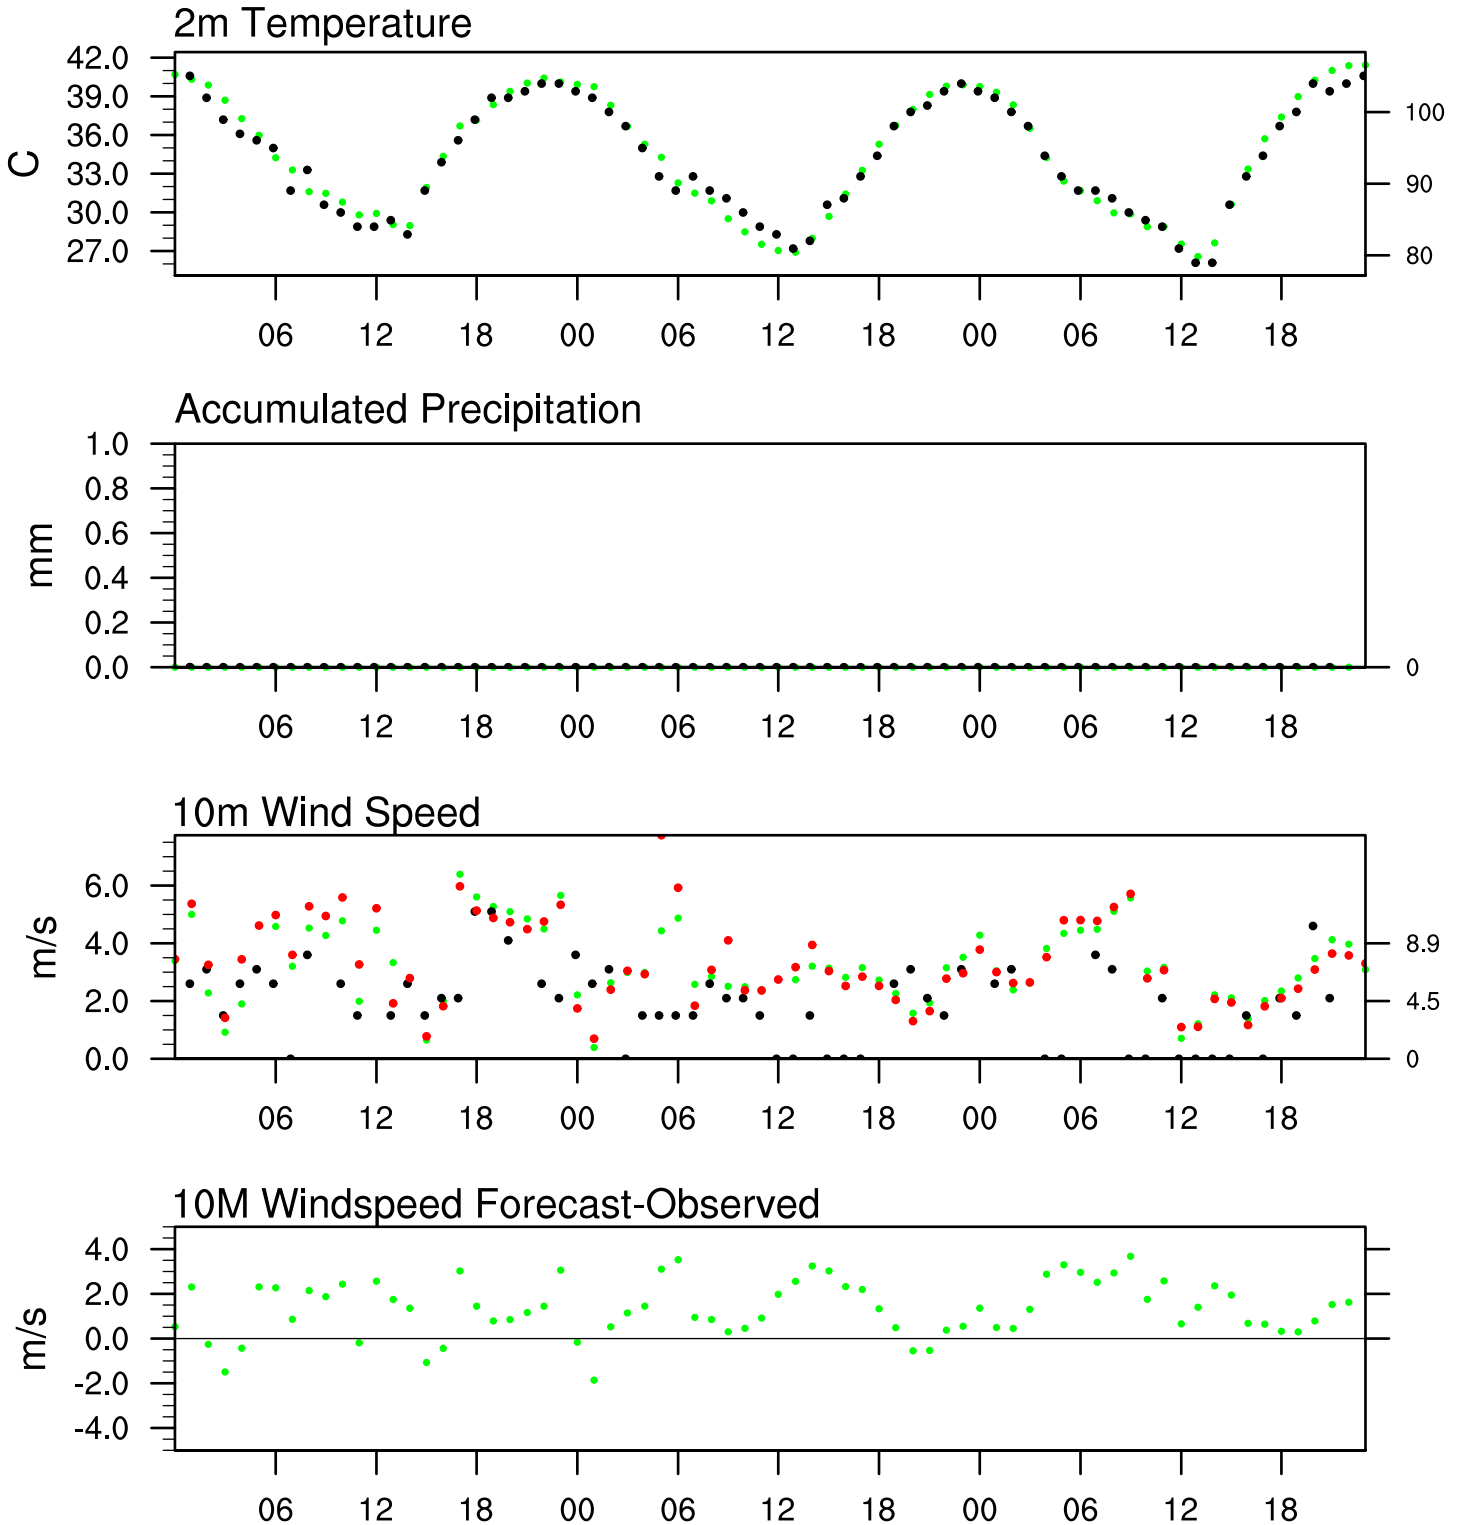 2m Temperature
42.0
39.0
36.0
33.0
30.0
27.0
C
100
90
80
06 12 18 00 06 12 18 00 06 12 18
Accumulated Precipitation
1.0
0.8
0.6
0.4
0.2
0.0
mm
0
06 12 18 00 06 12 18 00 06 12 18
10m Wind Speed
6.0
4.0
2.0
0.0
m/s
8.9
4.5
0
06 12 18 00 06 12 18 00 06 12 18
10M Windspeed Forecast-Observed
4.0
2.0
0.0
-2.0
-4.0
m/s
06 12 18 00 06 12 18 00 06 12 18